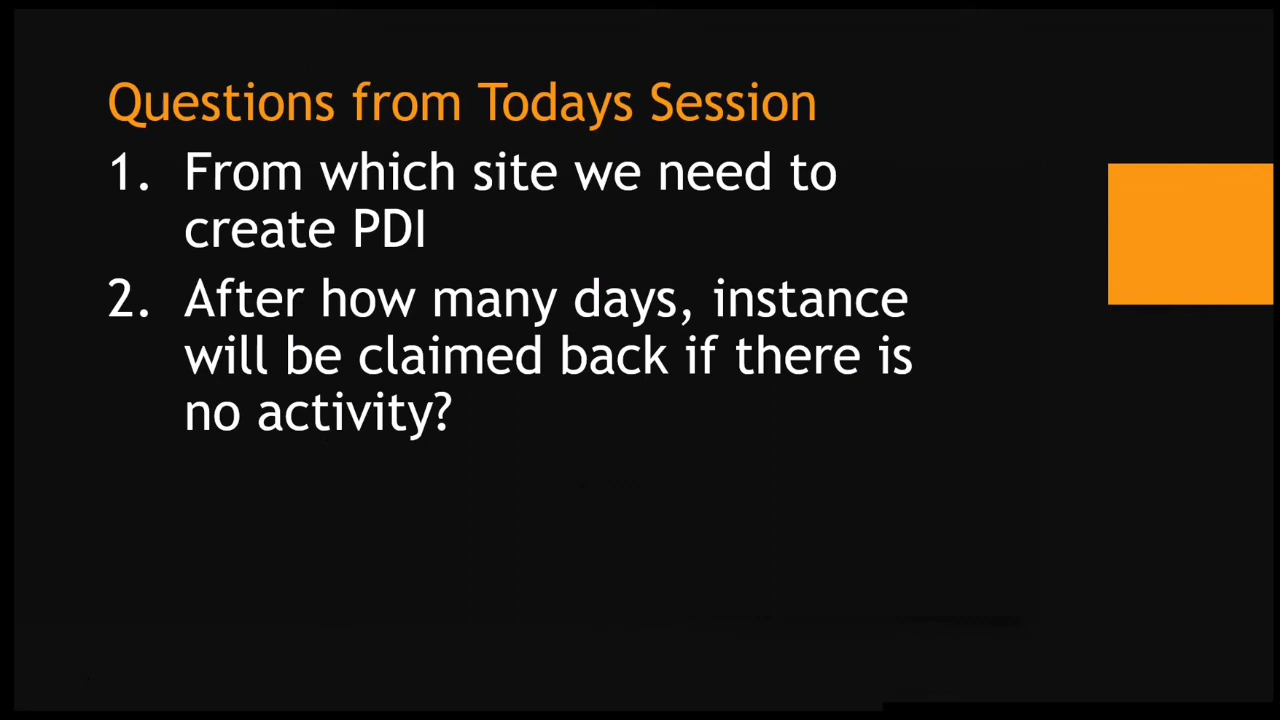 Questions from Todays Session
1. From which site we need to
create PDI
2. After how many days, instance
will be claimed back if there is
no activity?